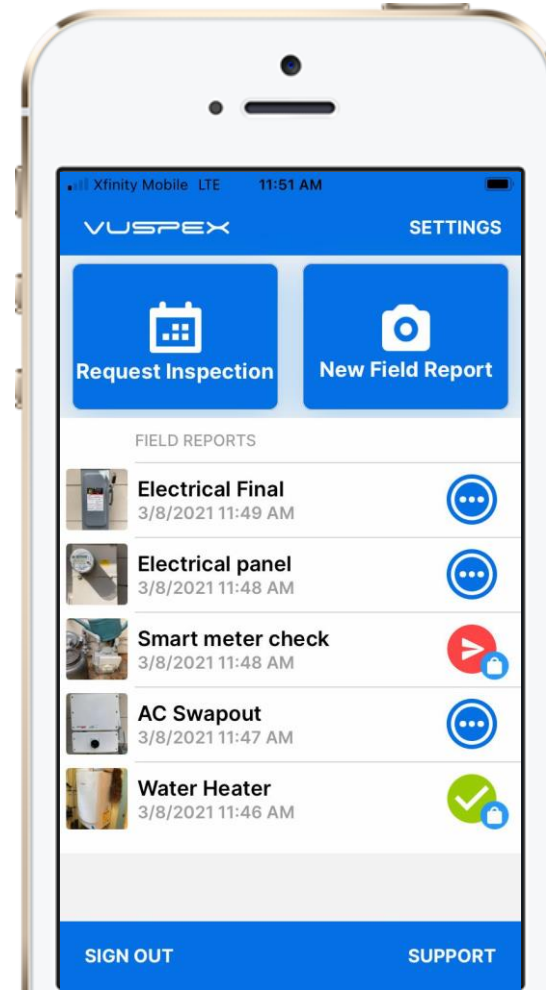 Xfinity Mobile LTE 11:51 AM
VUSPEX SETTINGS
Request Inspection New Field Report
FIELD REPORTS
Electrical Final
3/8/2021 11:49 AM
Electrical panel
3/8/2021 11:48 AM
Smart meter check
3/8/2021 11:48 AM
AC Swapout
3/8/2021 11:47 AM
Water Heater
3/8/2021 11:46 AM
SIGN OUT SUPPORT